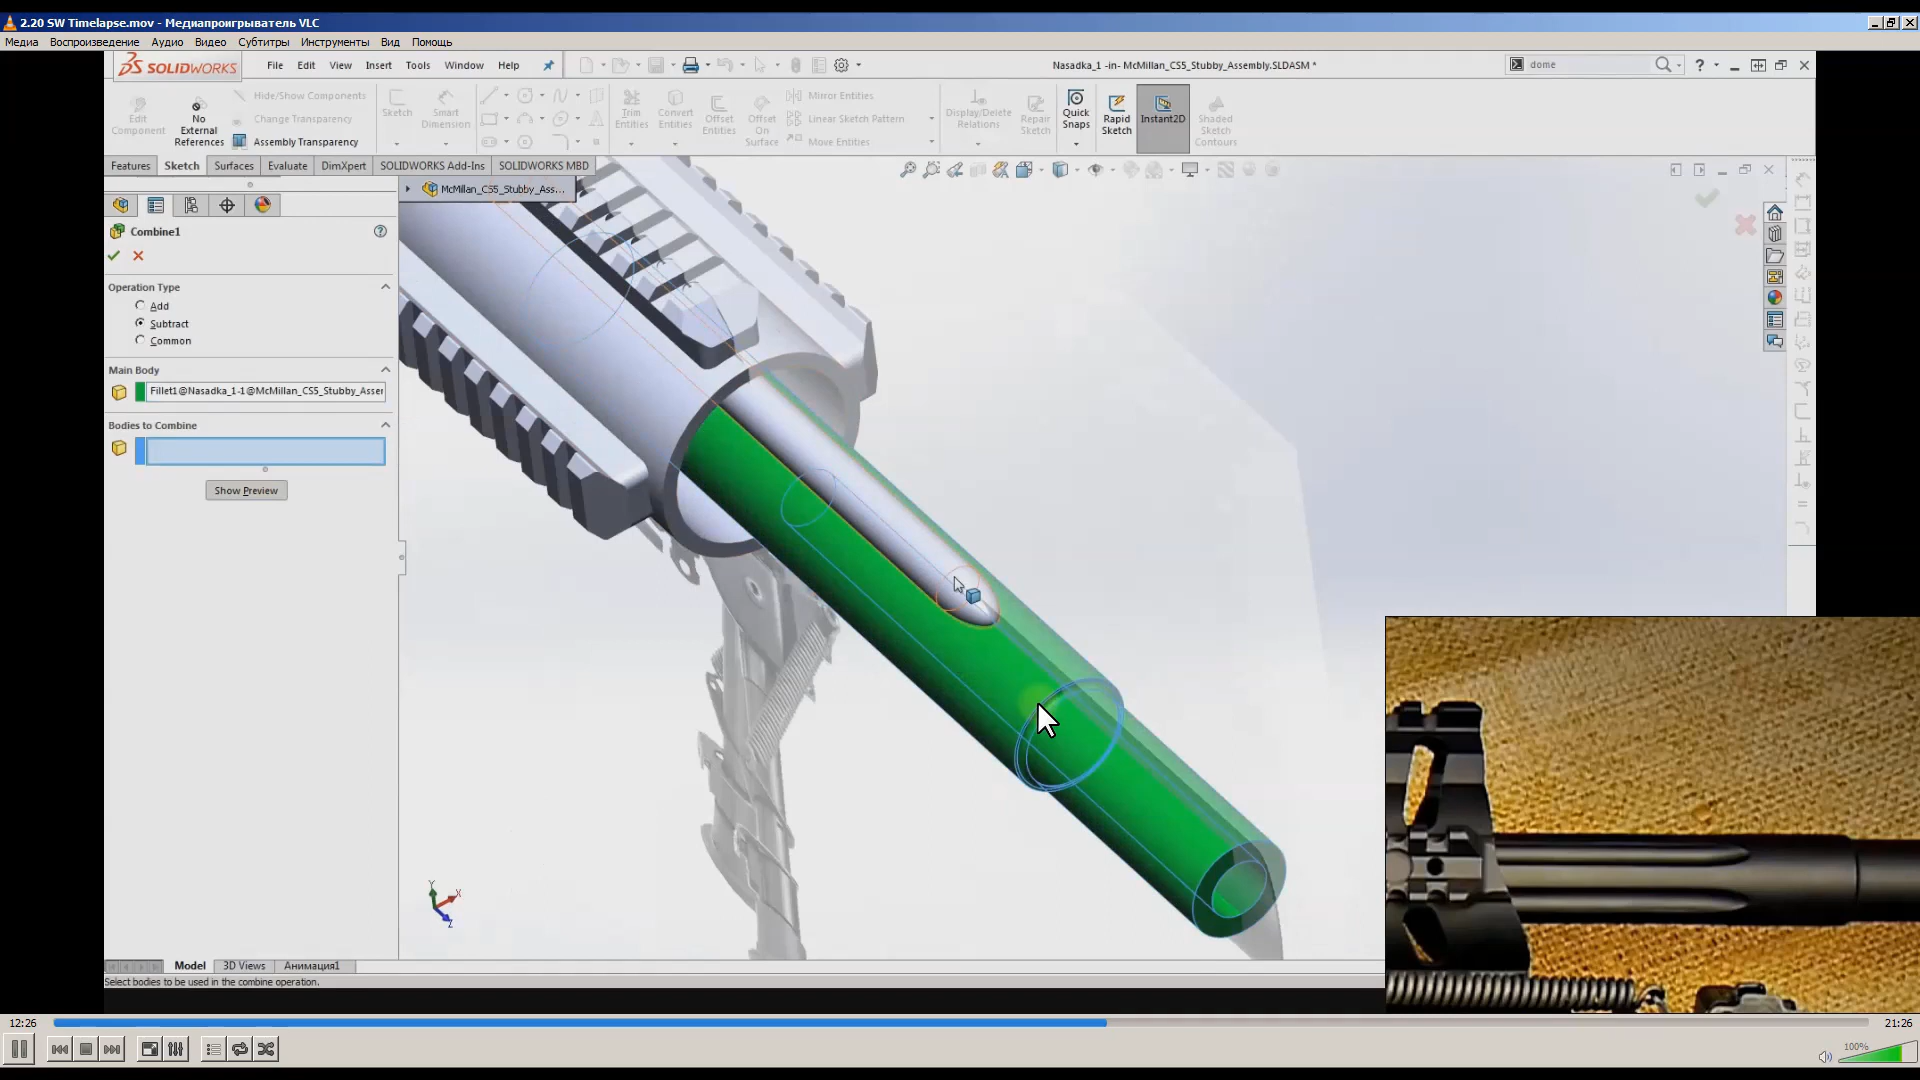 2.20 SW Timelapse.mov - Медиапроигрыватель VLC
Медиа Воспроизведение Аудио Видео Субтитры Инструменты Вид Помощь
SOLIDWORKS File Edit View Insert Tools Window Help
Nasadka_1 -in- McMillan_CS5_Stubby_Assembly.SLDASM *
dome
Edit Component
No External References
Hide/Show Components
Change Transparency
Assembly Transparency
Sketch
Smart Dimension
Trim Entities
Convert Entities
Offset Entities
Offset On Surface
Mirror Entities
Linear Sketch Pattern
Move Entities
Display/Delete Relations
Repair Sketch
Quick Snaps
Rapid Sketch
Instant2D
Shaded Sketch Contours
Features Sketch Surfaces Evaluate DimXpert SOLIDWORKS Add-Ins SOLIDWORKS MBD
McMillan_CS5_Stubby_Ass...
Combine1
Operation Type
Add
Subtract
Common
Main Body
Fillet1@Nasadka_1-1@McMillan_CS5_Stubby_Asser
Bodies to Combine
Show Preview
Y
X
Z
Model 3D Views Анимация1
Select bodies to be used in the combine operation.
12:26
21:26
100%